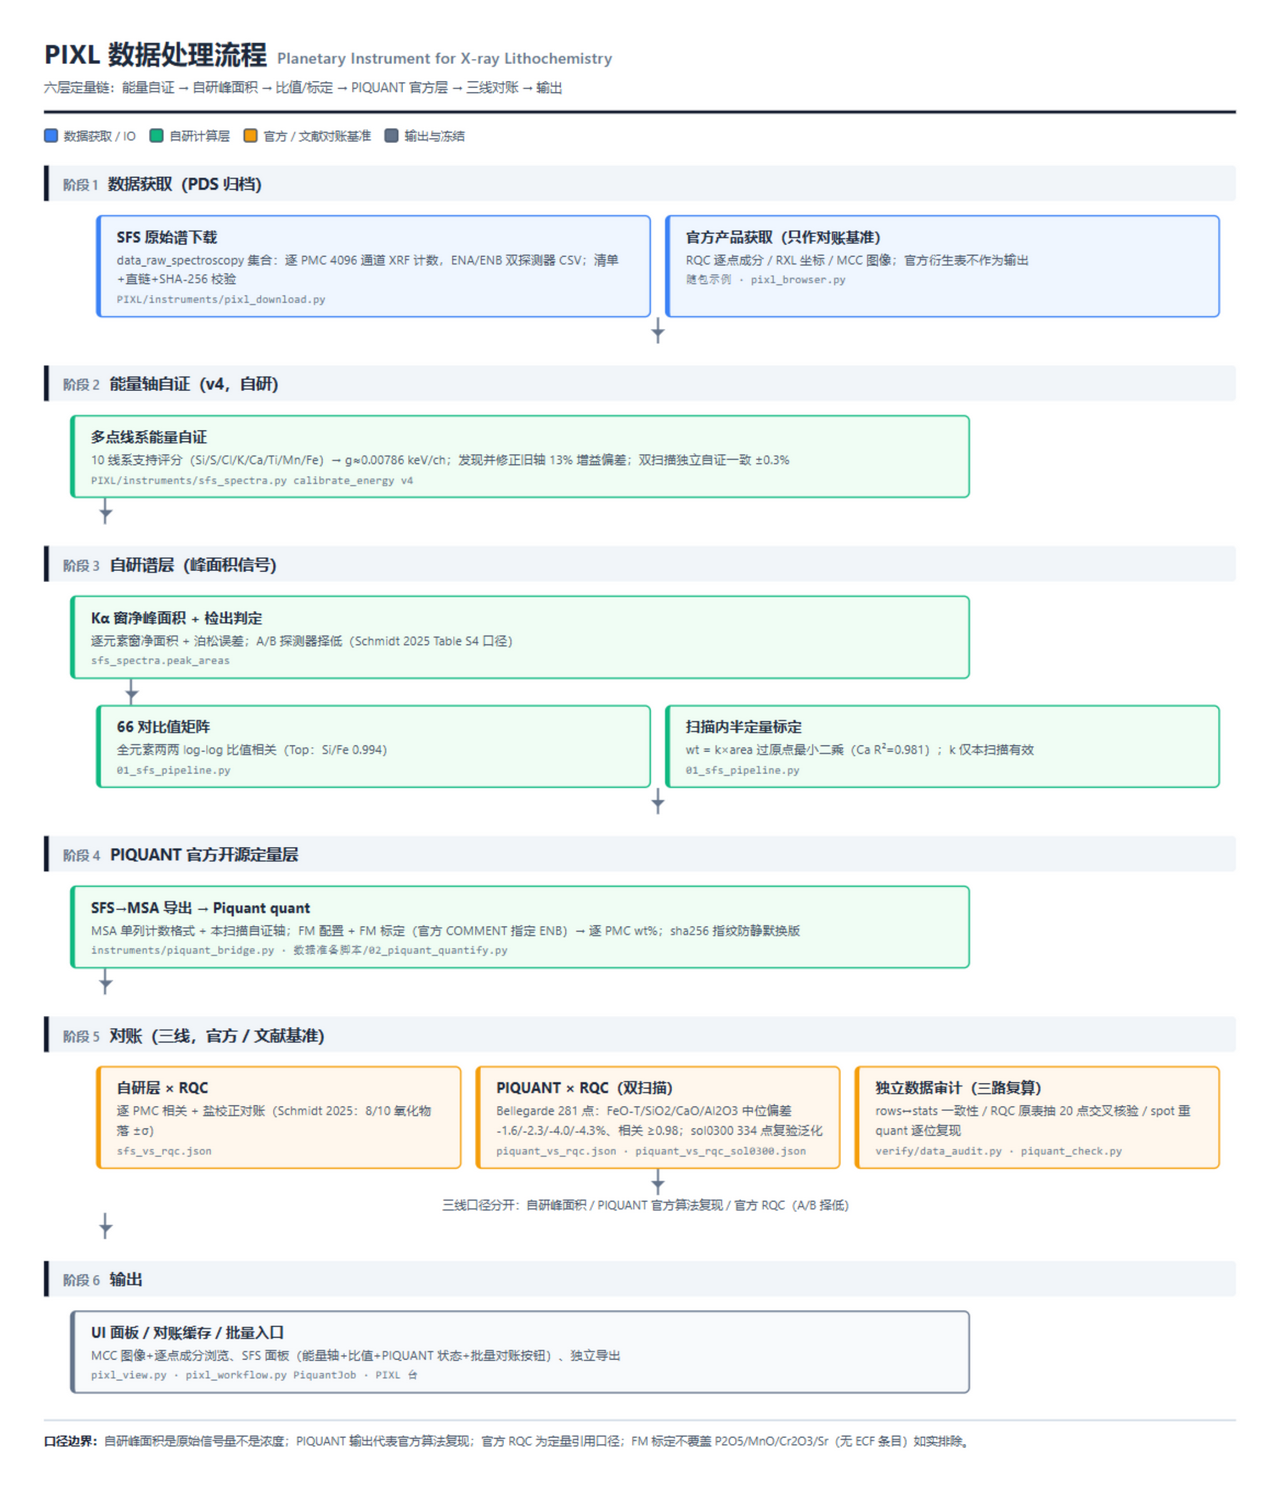 PIXL 数据处理流程 Planetary Instrument for X-ray Lithochemistry
六层定量链：能量自证 → 自研峰面积 → 比值/标定 → PIQUANT 官方层 → 三线对账 → 输出
数据获取 / IO 自研计算层 官方 / 文献对账基准 输出与冻结
阶段 1 数据获取（PDS 归档）
SFS 原始谱下载
data_raw_spectroscopy 集合：逐 PMC 4096 通道 XRF 计数，ENA/ENB 双探测器 CSV；清单
+直链+SHA-256 校验
PIXL/instruments/pixl_download.py
官方产品获取（只作对账基准）
RQC 逐点成分 / RXL 坐标 / MCC 图像；官方衍生表不作为输出
随包示例 · pixl_browser.py
阶段 2 能量轴自证（v4，自研）
多点线系能量自证
10 线系支持评分（Si/S/Cl/K/Ca/Ti/Mn/Fe）→ g≈0.00786 keV/ch；发现并修正旧轴 13% 增益偏差；双扫描独立自证一致 ±0.3%
PIXL/instruments/sfs_spectra.py calibrate_energy v4
阶段 3 自研谱层（峰面积信号）
Kα 窗净峰面积 + 检出判定
逐元素窗净面积 + 泊松误差；A/B 探测器择低（Schmidt 2025 Table S4 口径）
sfs_spectra.peak_areas
66 对比值矩阵
全元素两两 log-log 比值相关（Top：Si/Fe 0.994）
01_sfs_pipeline.py
扫描内半定量标定
wt = k×area 过原点最小二乘（Ca R²=0.981）；k 仅本扫描有效
01_sfs_pipeline.py
阶段 4 PIQUANT 官方开源定量层
SFS→MSA 导出 → Piquant quant
MSA 单列计数格式 + 本扫描自证轴；FM 配置 + FM 标定（官方 COMMENT 指定 ENB）→ 逐 PMC wt%；sha256 指纹防静默换版
instruments/piquant_bridge.py · 数据准备脚本/02_piquant_quantify.py
阶段 5 对账（三线，官方 / 文献基准）
自研层 × RQC
逐 PMC 相关 + 盐校正对账（Schmidt 2025：8/10 氧化物
落 ±σ）
sfs_vs_rqc.json
PIQUANT × RQC（双扫描）
Bellegarde 281 点：FeO-T/SiO2/CaO/Al2O3 中位偏差
-1.6/-2.3/-4.0/-4.3%、相关 ≥0.98；sol0300 334 点复验泛化
piquant_vs_rqc.json · piquant_vs_rqc_sol0300.json
独立数据审计（三路复算）
rows↔stats 一致性 / RQC 原表抽 20 点交叉核验 / spot 重
quant 逐位复现
verify/data_audit.py · piquant_check.py
三线口径分开：自研峰面积 / PIQUANT 官方算法复现 / 官方 RQC（A/B 择低）
阶段 6 输出
UI 面板 / 对账缓存 / 批量入口
MCC 图像+逐点成分浏览、SFS 面板（能量轴+比值+PIQUANT 状态+批量对账按钮）、独立导出
pixl_view.py · pixl_workflow.py PiquantJob · PIXL 台
口径边界：自研峰面积是原始信号量不是浓度；PIQUANT 输出代表官方算法复现；官方 RQC 为定量引用口径；FM 标定不覆盖 P2O5/MnO/Cr2O3/Sr（无 ECF 条目）如实排除。